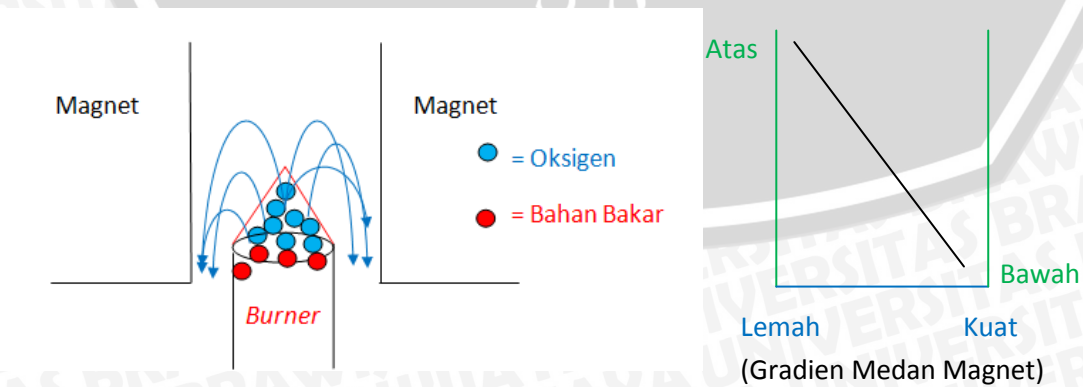 Magnet
Magnet
= Oksigen
= Bahan Bakar
Burner
Atas
Bawah
Lemah
Kuat
(Gradien Medan Magnet)